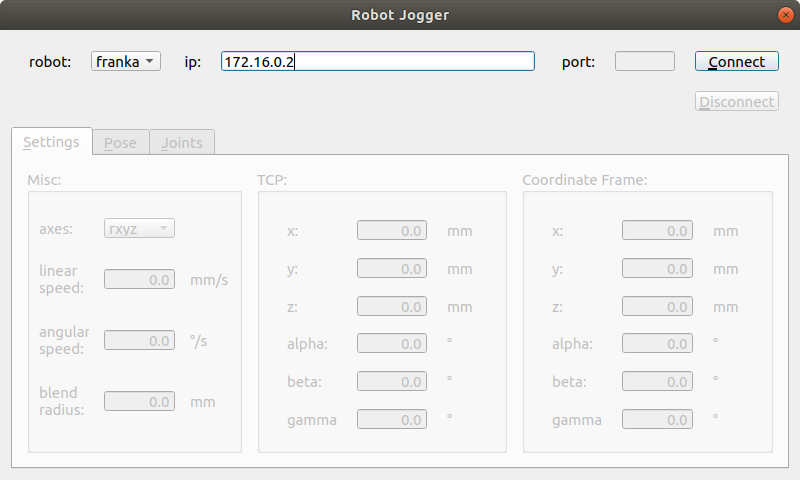 Robot Jogger
robot: franka ip: 172.16.0.2 port: Connect
Disconnect
Settings Pose Joints
Misc: TCP: Coordinate Frame:
axes: rxyz
linear speed: 0.0 mm/s
angular speed: 0.0 °/s
blend radius: 0.0 mm
x: 0.0 mm
y: 0.0 mm
z: 0.0 mm
alpha: 0.0 °
beta: 0.0 °
gamma 0.0 °
x: 0.0 mm
y: 0.0 mm
z: 0.0 mm
alpha: 0.0 °
beta: 0.0 °
gamma 0.0 °